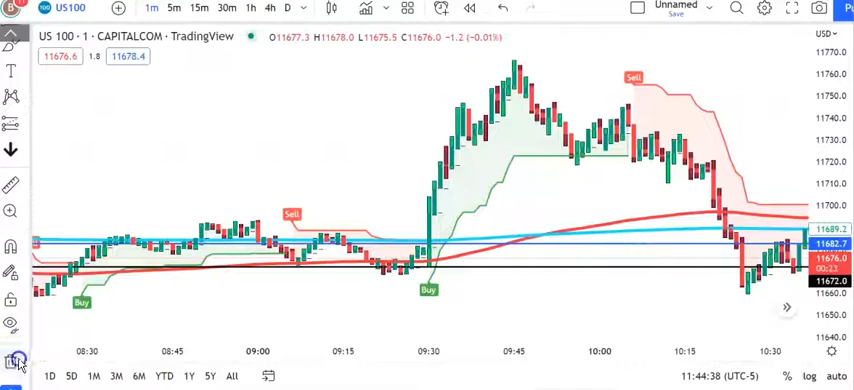 B 11 100 US100 1m 5m 15m 30m 1h 4h D Unnamed Save Pu
US 100 · 1 · CAPITALCOM · TradingView O11677.3 H11678.0 L11675.5 C11676.0 -1.2 (-0.01%) USD
11676.6 1.8 11678.4
11770.0
11760.0
Sell
11750.0
11740.0
11730.0
11720.0
11710.0
11700.0
Sell
11689.2
11682.7
11676.0
00:23
11672.0
Buy
11660.0
Buy
11650.0
11640.0
08:30 08:45 09:00 09:15 09:30 09:45 10:00 10:15 10:30
1D 5D 1M 3M 6M YTD 1Y 5Y All 11:44:38 (UTC-5) % log auto